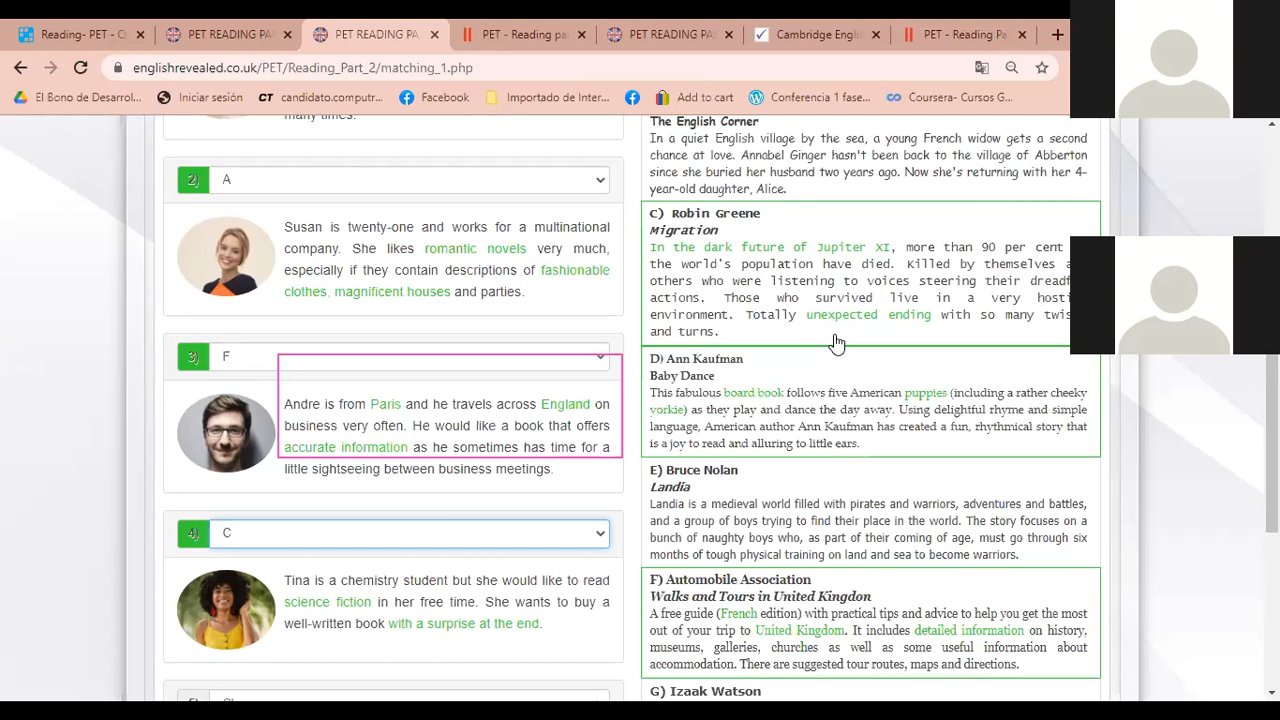 Reading- PET - Q
PET READING PA
PET READING PA
PET - Reading pa
PET READING PA
Cambridge Engli
PET - Reading Pa
englishrevealed.co.uk/PET/Reading_Part_2/matching_1.php
El Bono de Desarrol...
Iniciar sesión
candidato.computr...
Facebook
Importado de Inter...
Add to cart
Conferencia 1 fase...
Coursera- Cursos G...
many times.
2) A
Susan is twenty-one and works for a multinational
company. She likes romantic novels very much,
especially if they contain descriptions of fashionable
clothes, magnificent houses and parties.
3) F
Andre is from Paris and he travels across England on
business very often. He would like a book that offers
accurate information as he sometimes has time for a
little sightseeing between business meetings.
4) C
Tina is a chemistry student but she would like to read
science fiction in her free time. She wants to buy a
well-written book with a surprise at the end.
The English Corner
In a quiet English village by the sea, a young French widow gets a second
chance at love. Annabel Ginger hasn't been back to the village of Abberton
since she buried her husband two years ago. Now she's returning with her 4-
year-old daughter, Alice.
C) Robin Greene
Migration
In the dark future of Jupiter XI, more than 90 per cent
the world's population have died. Killed by themselves
others who were listening to voices steering their dreadf
actions. Those who survived live in a very hosti
environment. Totally unexpected ending with so many twis
and turns.
D) Ann Kaufman
Baby Dance
This fabulous board book follows five American puppies (including a rather cheeky
yorkie) as they play and dance the day away. Using delightful rhyme and simple
language, American author Ann Kaufman has created a fun, rhythmical story that
is a joy to read and alluring to little ears.
E) Bruce Nolan
Landia
Landia is a medieval world filled with pirates and warriors, adventures and battles,
and a group of boys trying to find their place in the world. The story focuses on a
bunch of naughty boys who, as part of their coming of age, must go through six
months of tough physical training on land and sea to become warriors.
F) Automobile Association
Walks and Tours in United Kingdon
A free guide (French edition) with practical tips and advice to help you get the most
out of your trip to United Kingdom. It includes detailed information on history,
museums, galleries, churches as well as some useful information about
accommodation. There are suggested tour routes, maps and directions.
G) Izaak Watson